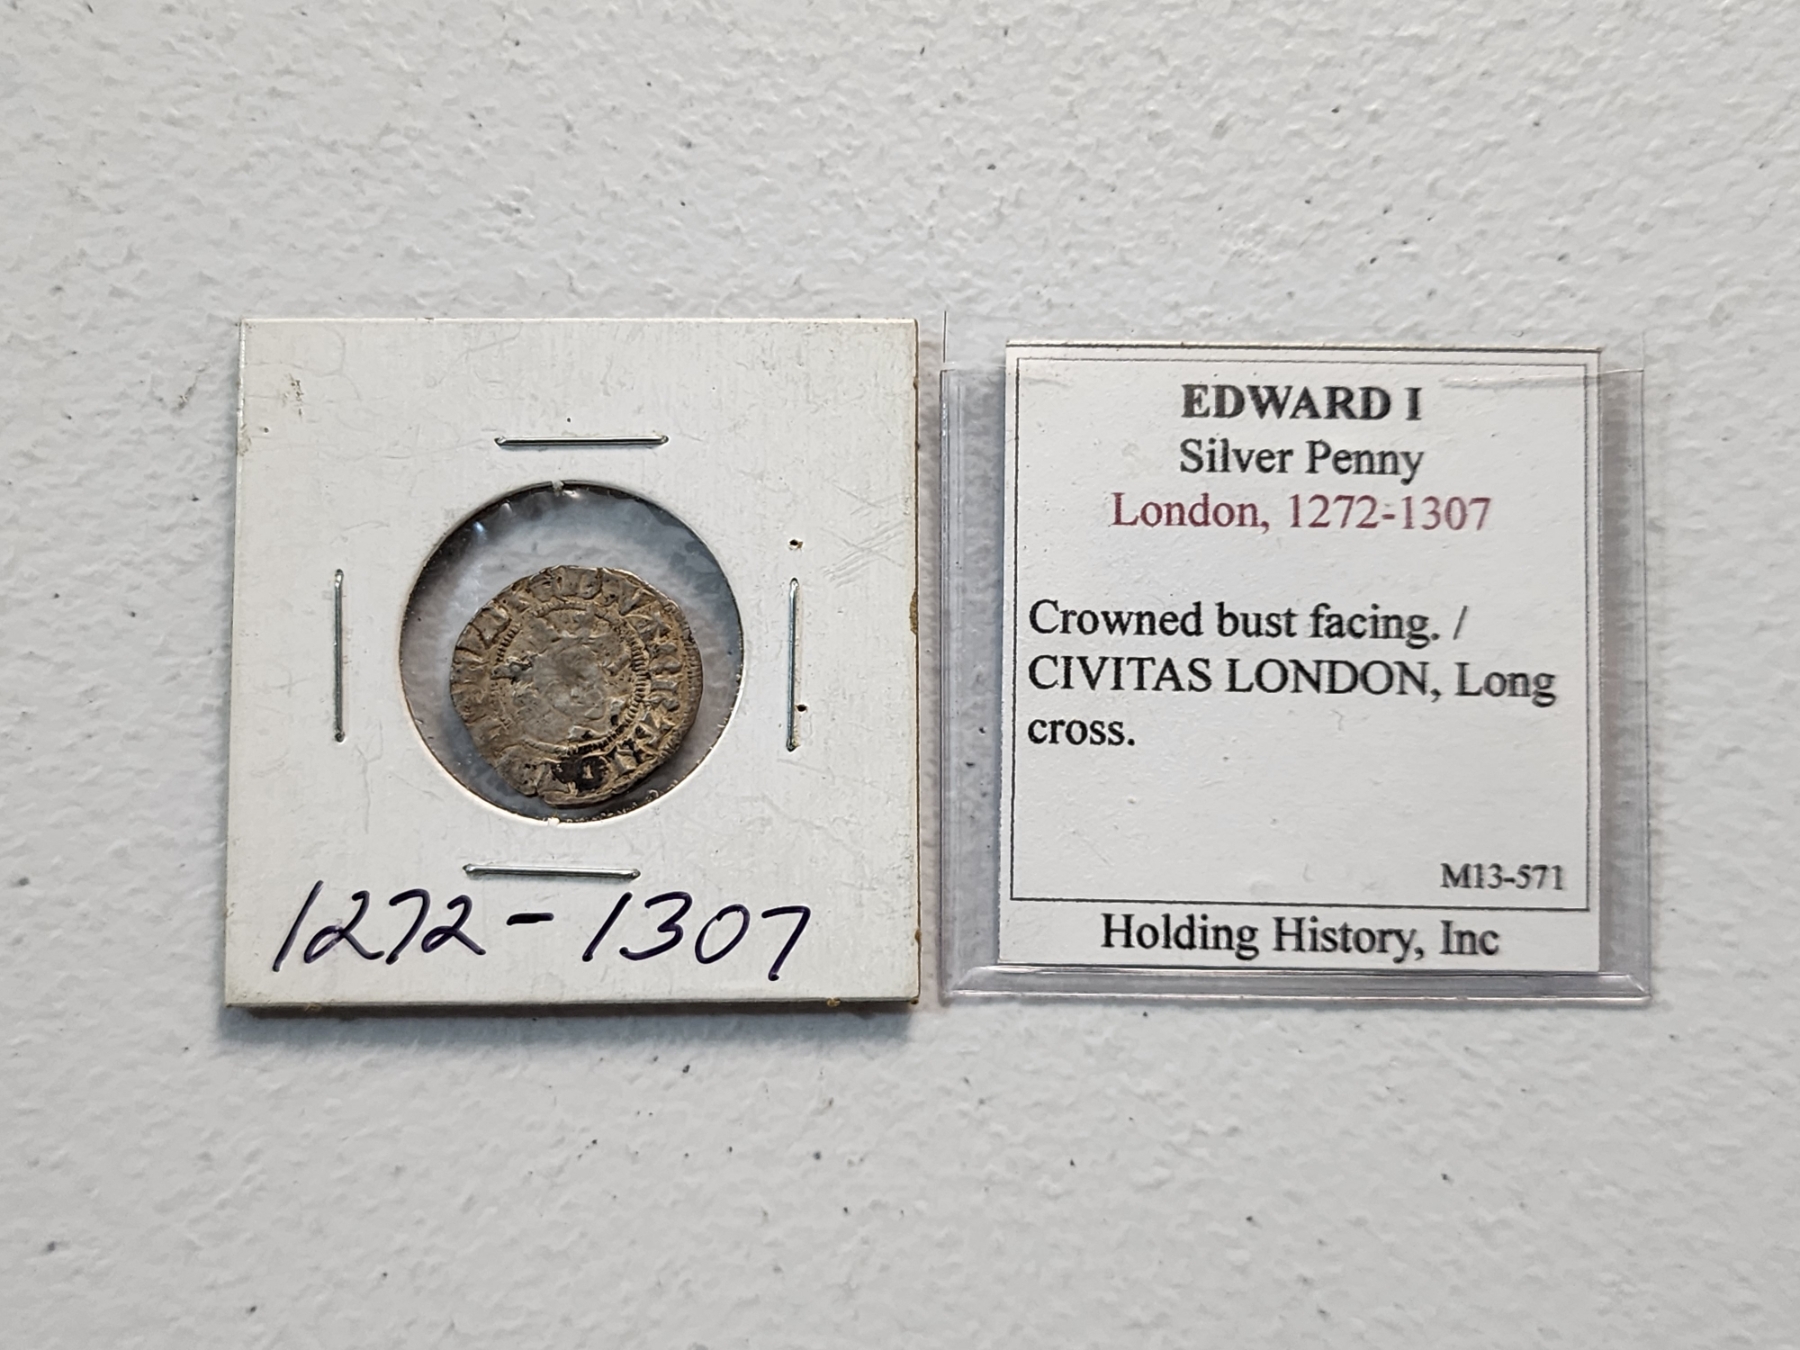 1272-1307
EDWARD I
Silver Penny
London, 1272-1307
Crowned bust facing. /
CIVITAS LONDON, Long
cross.
M13-571
Holding History, Inc